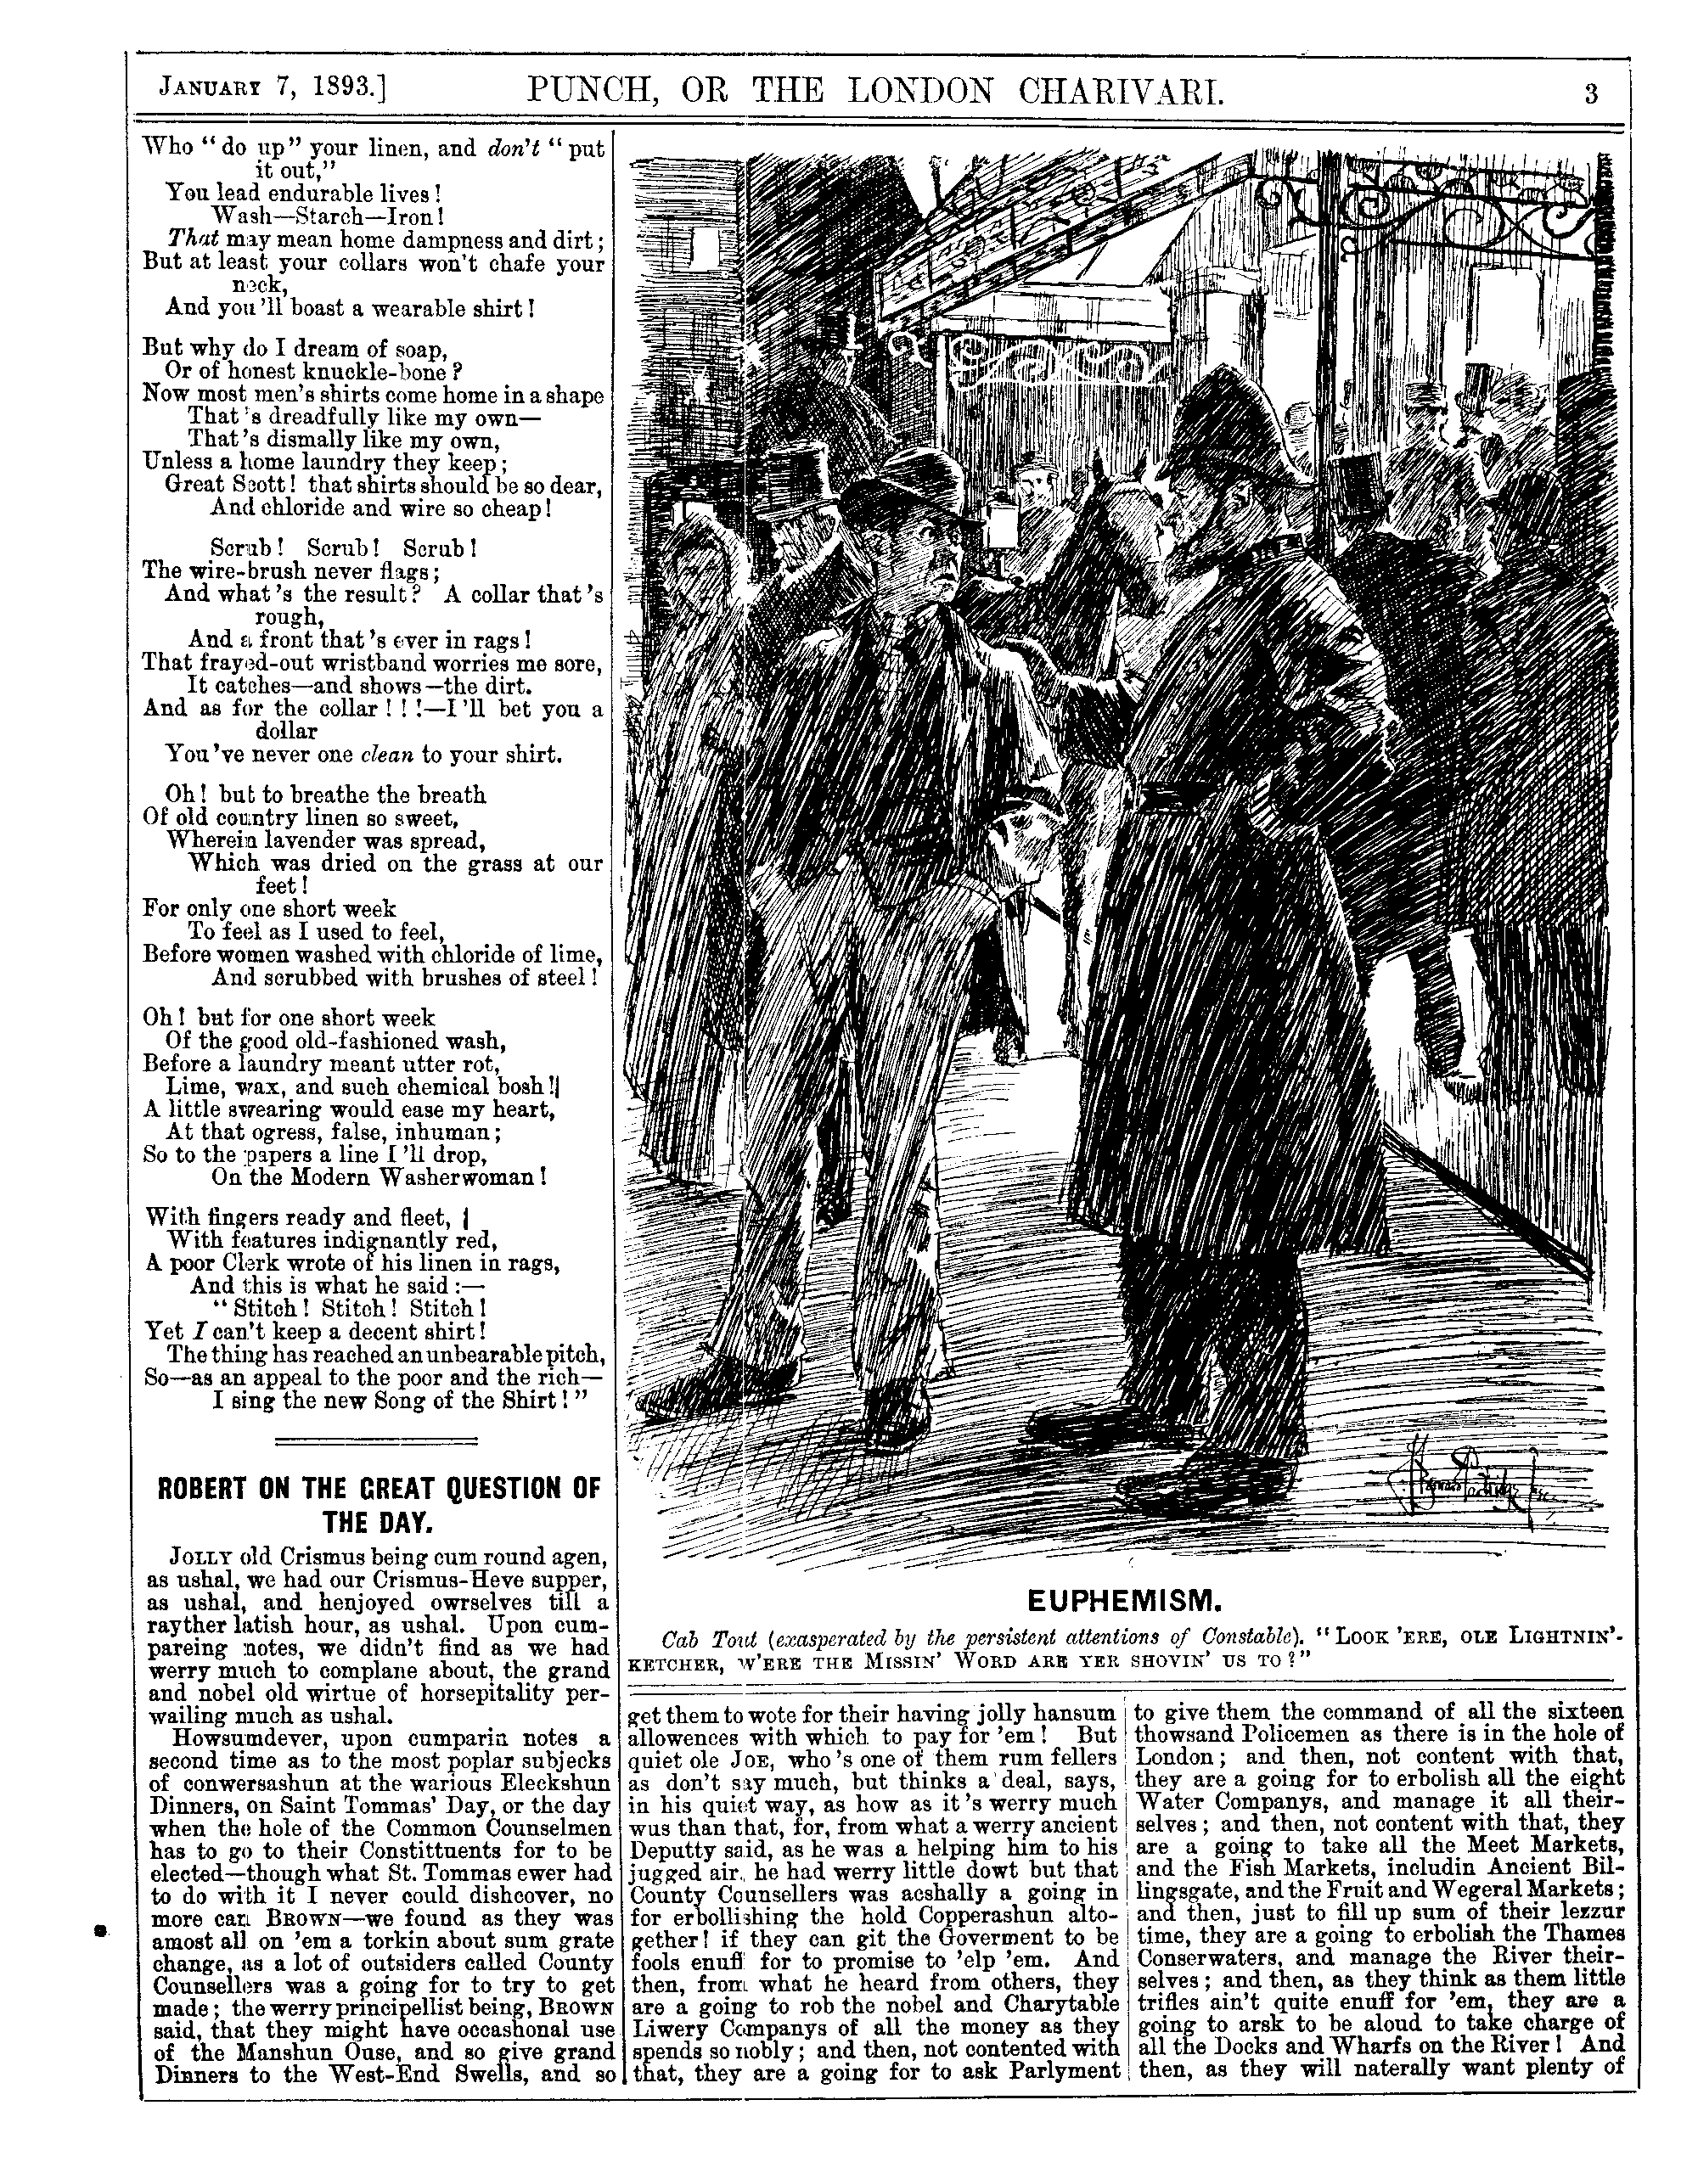 JANUARY 7, 1893.] PUNCH, OR THE LONDON CHARIVARI. 3
Who "do up" your linen, and don't "put
it out,"
You lead endurable lives!
Wash—Starch—Iron!
That may mean home dampness and dirt;
But at least your collars won't chafe your
neck,
And you'll boast a wearable shirt!
But why do I dream of soap,
Or of honest knuckle-bone?
Now most men's shirts come home in a shape
That's dreadfully like my own—
That's dismally like my own,
Unless a home laundry they keep;
Great Scott! that shirts should be so dear,
And chloride and wire so cheap!
Scrub! Scrub! Scrub!
The wire-brush never flags;
And what's the result? A collar that's
rough,
And a front that's ever in rags!
That frayed-out wristband worries me sore,
It catches—and shows—the dirt.
And as for the collar!!!—I'll bet you a
dollar
You've never one clean to your shirt.
Oh! but to breathe the breath
Of old country linen so sweet,
Wherein lavender was spread,
Which was dried on the grass at our
feet!
For only one short week
To feel as I used to feel,
Before women washed with chloride of lime,
And scrubbed with brushes of steel!
Oh! but for one short week
Of the good old-fashioned wash,
Before a laundry meant utter rot,
Lime, wax, and such chemical bosh!
A little swearing would ease my heart,
At that ogress, false, inhuman;
So to the papers a line I'll drop,
On the Modern Washerwoman!
With fingers ready and fleet,
With features indignantly red,
A poor Clerk wrote of his linen in rags,
And this is what he said:—
"Stitch! Stitch! Stitch!
Yet I can't keep a decent shirt!
The thing has reached an unbearable pitch,
So—as an appeal to the poor and the rich—
I sing the new Song of the Shirt!"
ROBERT ON THE GREAT QUESTION OF
THE DAY.
JOLLY old Crismus being cum round agen,
as ushal, we had our Crismus-Heve supper,
as ushal, and henjoyed owrselves till a
rayther latish hour, as ushal. Upon cum-
pareing notes, we didn't find as we had
werry much to complane about, the grand
and nobel old wirtue of horsepitality per-
wailing much as ushal.
Howsumdever, upon cumparin notes a
second time as to the most poplar subjecks
of conwersashun at the warious Eleckshun
Dinners, on Saint Tommas' Day, or the day
when the hole of the Common Counselmen
has to go to their Constittuents for to be
elected—though what St. Tommas ewer had
to do with it I never could dishcover, no
more can BROWN—we found as they was
amost all on 'em a torkin about sum grate
change, as a lot of outsiders called County
Counsellers was a going for to try to get
made; the werry principellist being, BROWN
said, that they might have occashonal use
of the Manshun Ouse, and so give grand
Dinners to the West-End Swells, and so
EUPHEMISM.
Cab Tout (exasperated by the persistent attentions of Constable). "LOOK 'ERE, OLE LIGHTNIN'-
KETCHER, W'ERE THE MISSIN' WORD ARE YER SHOVIN' US TO?"
get them to wote for their having jolly hansum
allowences with which to pay for 'em! But
quiet ole JOE, who's one of them rum fellers
as don't say much, but thinks a deal, says,
in his quiet way, as how as it's werry much
wus than that, for, from what a werry ancient
Deputty said, as he was a helping him to his
jugged air, he had werry little dowt but that
County Counsellers was acshally a going in
for erbollishing the hold Copperashun alto-
gether! if they can git the Goverment to be
fools enuff for to promise to 'elp 'em. And
then, from what he heard from others, they
are a going to rob the nobel and Charytable
Liwery Companys of all the money as they
spends so nobly; and then, not contented with
that, they are a going for to ask Parlyment
to give them the command of all the sixteen
thowsand Policemen as there is in the hole of
London; and then, not content with that,
they are a going for to erbolish all the eight
Water Companys, and manage it all their-
selves; and then, not content with that, they
are a going to take all the Meet Markets,
and the Fish Markets, includin Ancient Bil-
lingsgate, and the Fruit and Wegeral Markets;
and then, just to fill up sum of their lezzur
time, they are a going to erbolish the Thames
Conserwaters, and manage the River their-
selves; and then, as they think as them little
trifles ain't quite enuff for 'em, they are a
going to arsk to be aloud to take charge of
all the Docks and Wharfs on the River! And
then, as they will naterally want plenty of